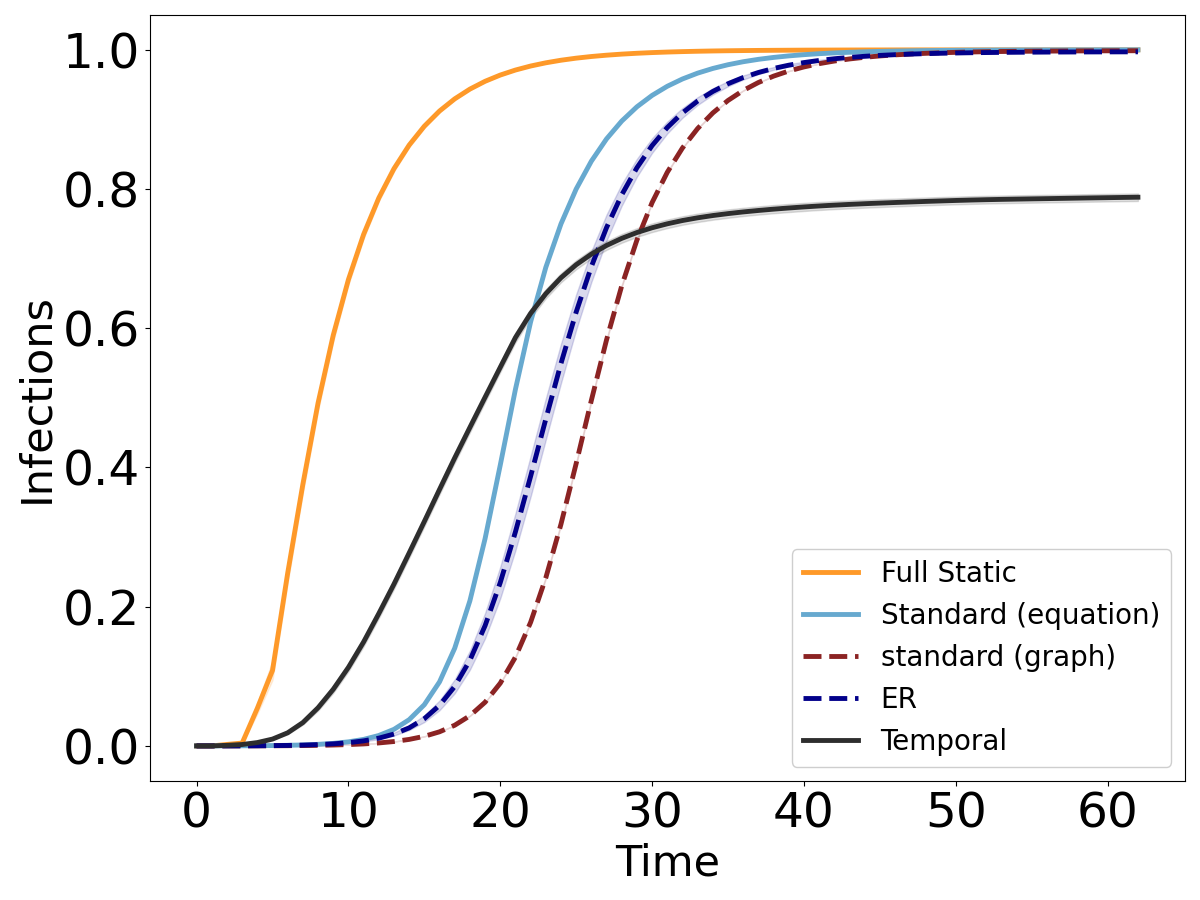 1.0
0.8
0.6
0.4
0.2
0.0
Infections
0
10
20
30
40
50
60
Time
Full Static
Standard (equation)
standard (graph)
ER
Temporal